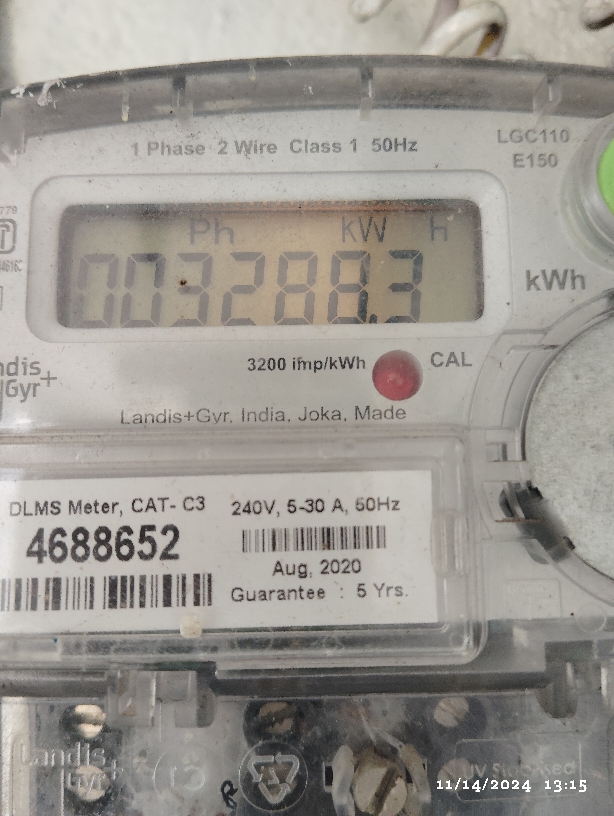 1 Phase 2 Wire Class 1 50Hz
LGC110
E150
Ph kW h
003288.3
kWh
3200 imp/kWh
CAL
Landis+Gyr, India, Joka, Made
DLMS Meter, CAT- C3
4688652
240V, 5-30 A, 50Hz
Aug, 2020
Guarantee : 5 Yrs.
Landis
Gyr+
11/14/2024 13:15